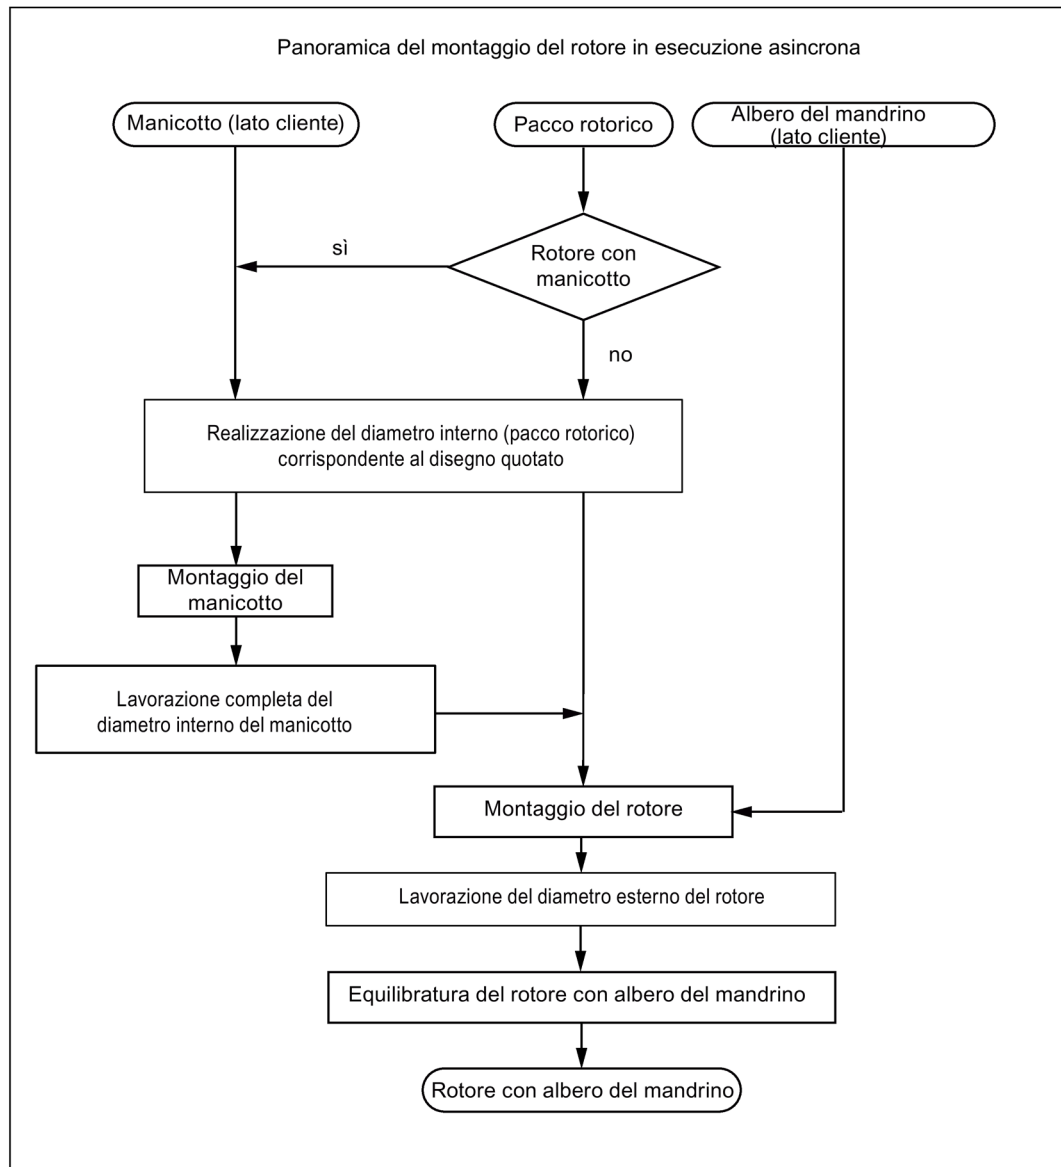 Panoramica del montaggio del rotore in esecuzione asincrona
Manicotto (lato cliente)
Pacco rotorico
Albero del mandrino
(lato cliente)
Rotore con
manicotto
sì
no
Realizzazione del diametro interno (pacco rotorico)
corrispondente al disegno quotato
Montaggio del
manicotto
Lavorazione completa del
diametro interno del manicotto
Montaggio del rotore
Lavorazione del diametro esterno del rotore
Equilibratura del rotore con albero del mandrino
Rotore con albero del mandrino